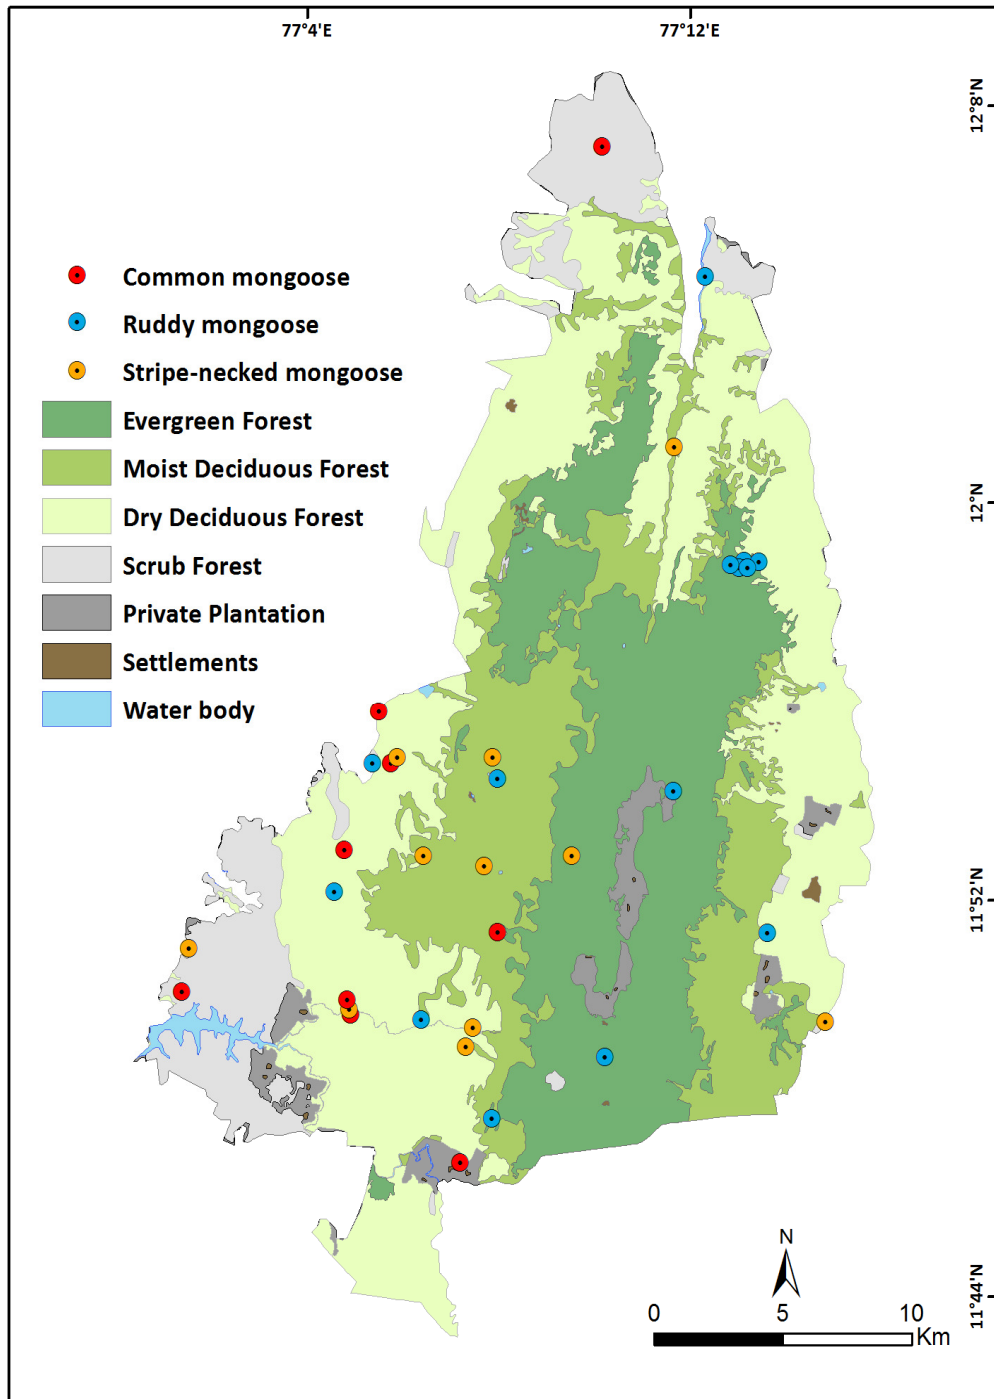 77°4'E
77°12'E
12°8'N
Common mongoose
Ruddy mongoose
Stripe-necked mongoose
Evergreen Forest
Moist Deciduous Forest
Dry Deciduous Forest
12°N
Scrub Forest
Private Plantation
Settlements
Water body
11°52'N
N
11°44'N
0 5 10
Km